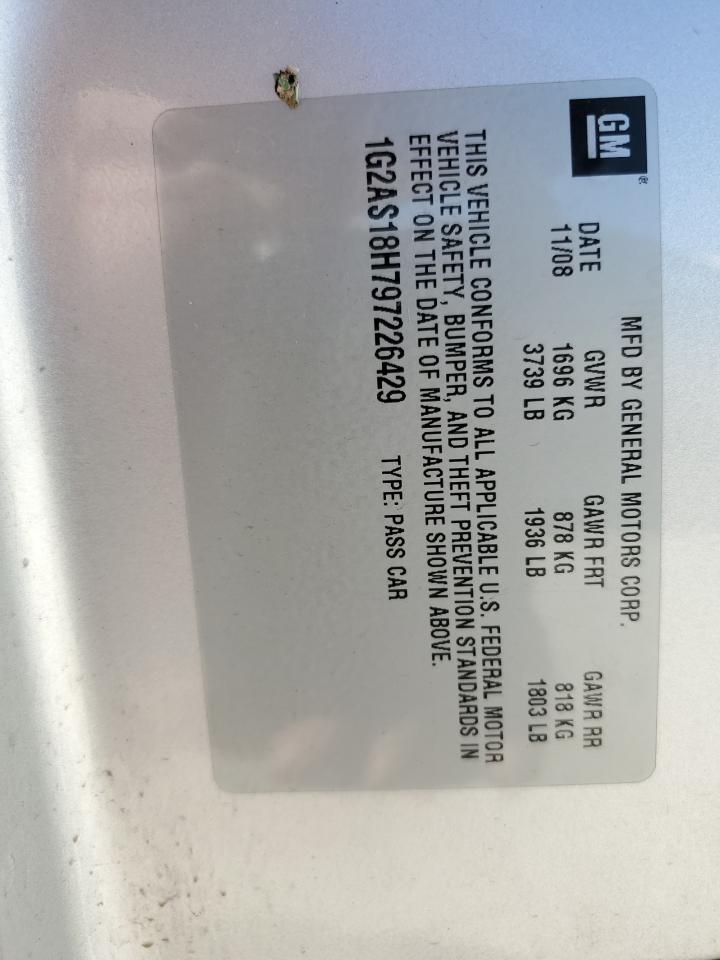 GM®
MFD BY GENERAL MOTORS CORP.
DATE GVWR GAWR FRT GAWR RR
11/08 1696 KG 878 KG 818 KG
3739 LB 1936 LB 1803 LB
THIS VEHICLE CONFORMS TO ALL APPLICABLE U.S. FEDERAL MOTOR
VEHICLE SAFETY, BUMPER, AND THEFT PREVENTION STANDARDS IN
EFFECT ON THE DATE OF MANUFACTURE SHOWN ABOVE.
1G2AS18H797226429 TYPE: PASS CAR